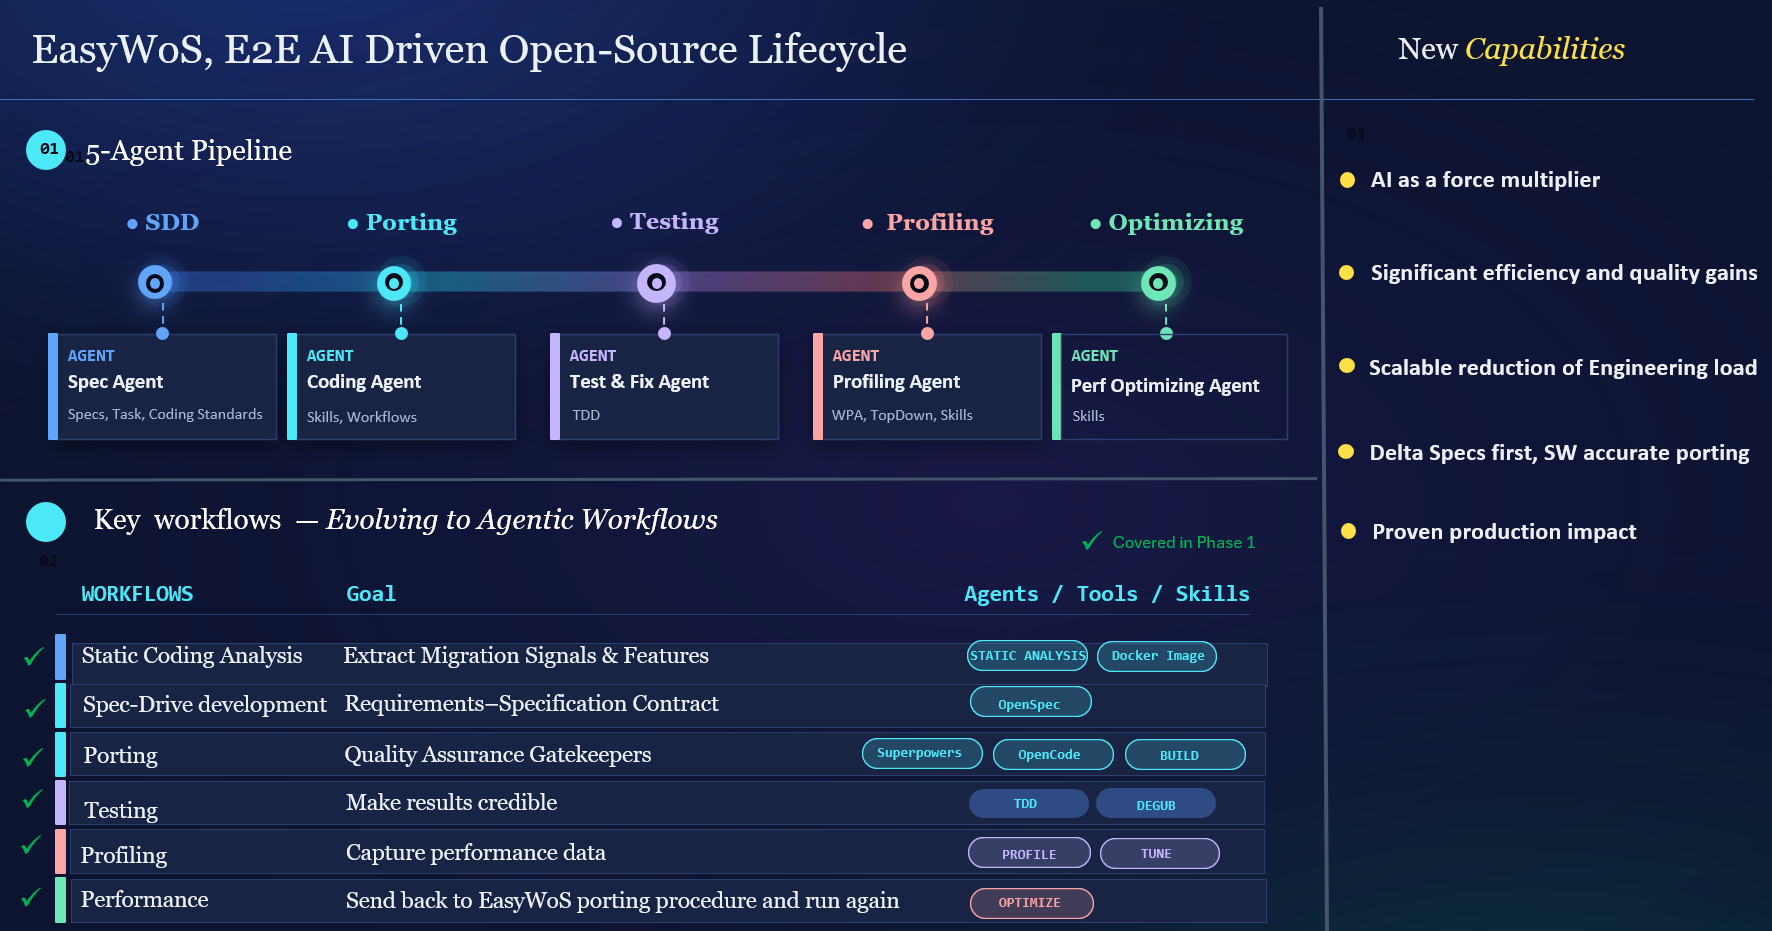 EasyWoS, E2E AI Driven Open-Source Lifecycle
01
01
5-Agent Pipeline
• SDD
• Porting
• Testing
• Profiling
• Optimizing
AGENT
Spec Agent
Specs, Task, Coding Standards
AGENT
Coding Agent
Skills, Workflows
AGENT
Test & Fix Agent
TDD
AGENT
Profiling Agent
WPA, TopDown, Skills
AGENT
Perf Optimizing Agent
Skills
02
Key workflows — Evolving to Agentic Workflows
✓ Covered in Phase 1
WORKFLOWS Goal Agents / Tools / Skills
✓ Static Coding Analysis Extract Migration Signals & Features STATIC ANALYSIS Docker Image
✓ Spec-Drive development Requirements–Specification Contract OpenSpec
✓ Porting Quality Assurance Gatekeepers Superpowers OpenCode BUILD
✓ Testing Make results credible TDD DEGUB
✓ Profiling Capture performance data PROFILE TUNE
✓ Performance Send back to EasyWoS porting procedure and run again OPTIMIZE
New Capabilities
03
AI as a force multiplier
Significant efficiency and quality gains
Scalable reduction of Engineering load
Delta Specs first, SW accurate porting
Proven production impact